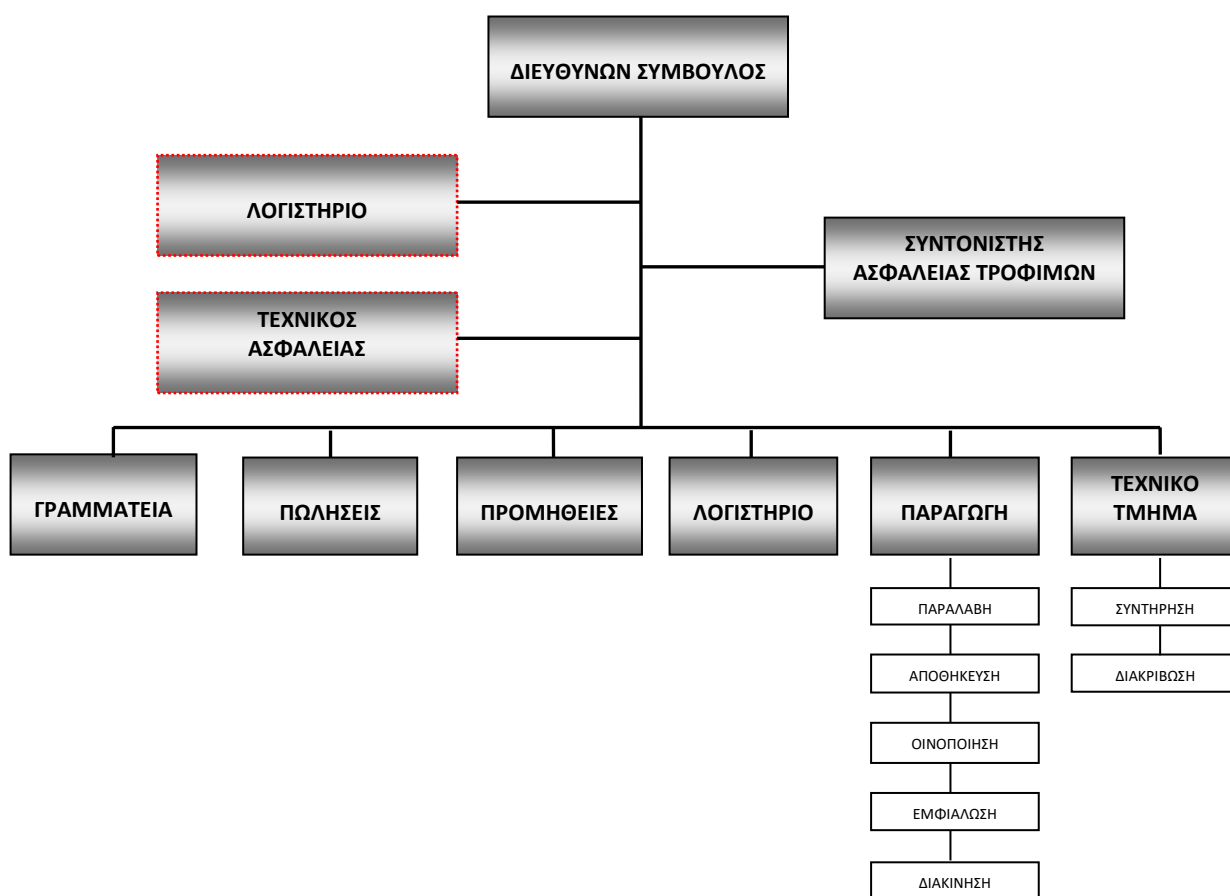 ΔΙΕΥΘΥΝΩΝ ΣΥΜΒΟΥΛΟΣ
ΛΟΓΙΣΤΗΡΙΟ
ΣΥΝΤΟΝΙΣΤΗΣ
ΑΣΦΑΛΕΙΑΣ ΤΡΟΦΙΜΩΝ
ΤΕΧΝΙΚΟΣ
ΑΣΦΑΛΕΙΑΣ
ΓΡΑΜΜΑΤΕΙΑ
ΠΩΛΗΣΕΙΣ
ΠΡΟΜΗΘΕΙΕΣ
ΛΟΓΙΣΤΗΡΙΟ
ΠΑΡΑΓΩΓΗ
ΤΕΧΝΙΚΟ
ΤΜΗΜΑ
ΠΑΡΑΛΑΒΗ
ΑΠΟΘΗΚΕΥΣΗ
ΟΙΝΟΠΟΙΗΣΗ
ΕΜΦΙΑΛΩΣΗ
ΔΙΑΚΙΝΗΣΗ
ΣΥΝΤΗΡΗΣΗ
ΔΙΑΚΡΙΒΩΣΗ